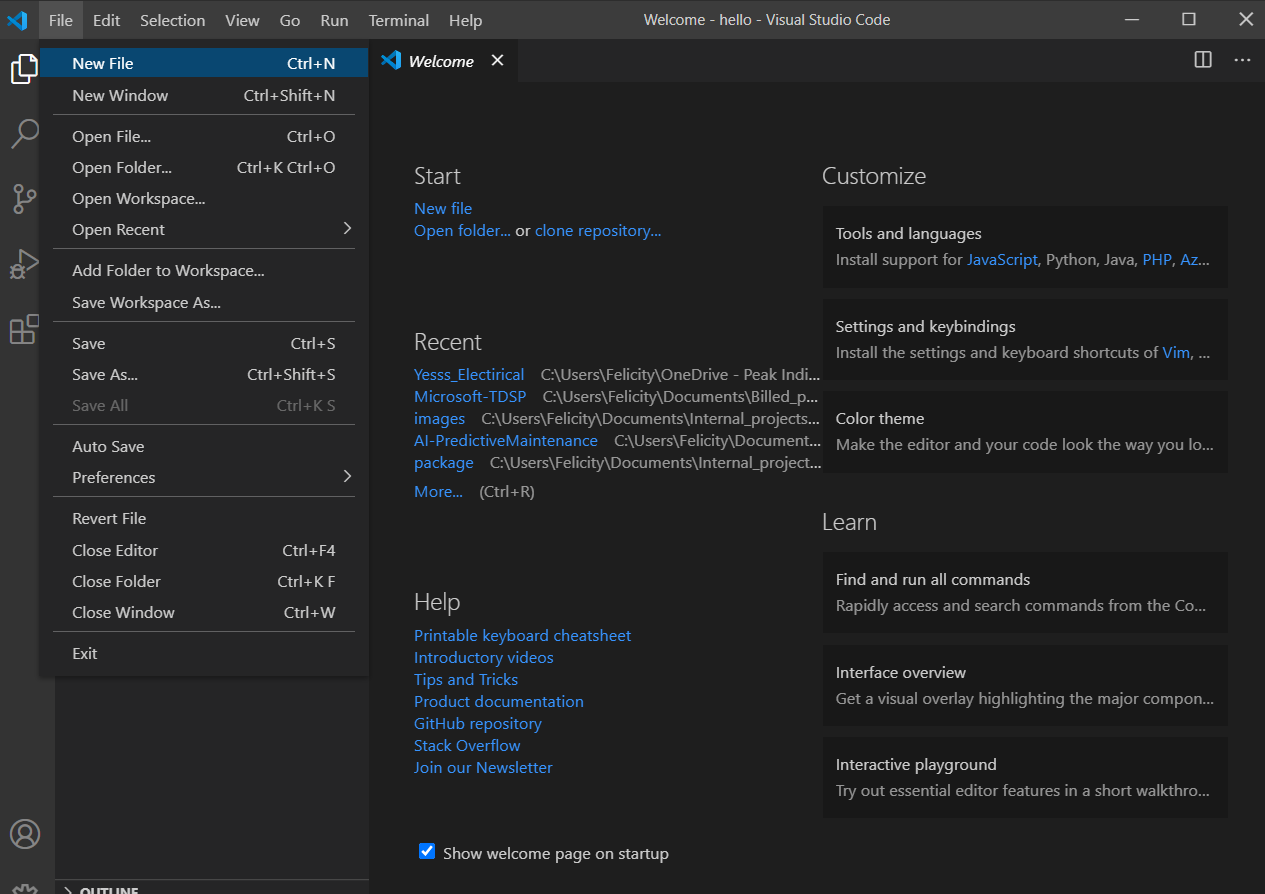 File Edit Selection View Go Run Terminal Help Welcome - hello - Visual Studio Code
New File Ctrl+N
New Window Ctrl+Shift+N
Open File... Ctrl+O
Open Folder... Ctrl+K Ctrl+O
Open Workspace...
Open Recent
Add Folder to Workspace...
Save Workspace As...
Save Ctrl+S
Save As... Ctrl+Shift+S
Save All Ctrl+K S
Auto Save
Preferences
Revert File
Close Editor Ctrl+F4
Close Folder Ctrl+K F
Close Window Ctrl+W
Exit
OUTLINE
Welcome
Start
New file
Open folder... or clone repository...
Recent
Yesss_Electirical C:\Users\Felicity\OneDrive - Peak Indi...
Microsoft-TDSP C:\Users\Felicity\Documents\Billed_p...
images C:\Users\Felicity\Documents\Internal_projects...
AI-PredictiveMaintenance C:\Users\Felicity\Document...
package C:\Users\Felicity\Documents\Internal_project...
More... (Ctrl+R)
Help
Printable keyboard cheatsheet
Introductory videos
Tips and Tricks
Product documentation
GitHub repository
Stack Overflow
Join our Newsletter
Show welcome page on startup
Customize
Tools and languages
Install support for JavaScript, Python, Java, PHP, Az...
Settings and keybindings
Install the settings and keyboard shortcuts of Vim, ...
Color theme
Make the editor and your code look the way you lo...
Learn
Find and run all commands
Rapidly access and search commands from the Co...
Interface overview
Get a visual overlay highlighting the major compon...
Interactive playground
Try out essential editor features in a short walkthro...